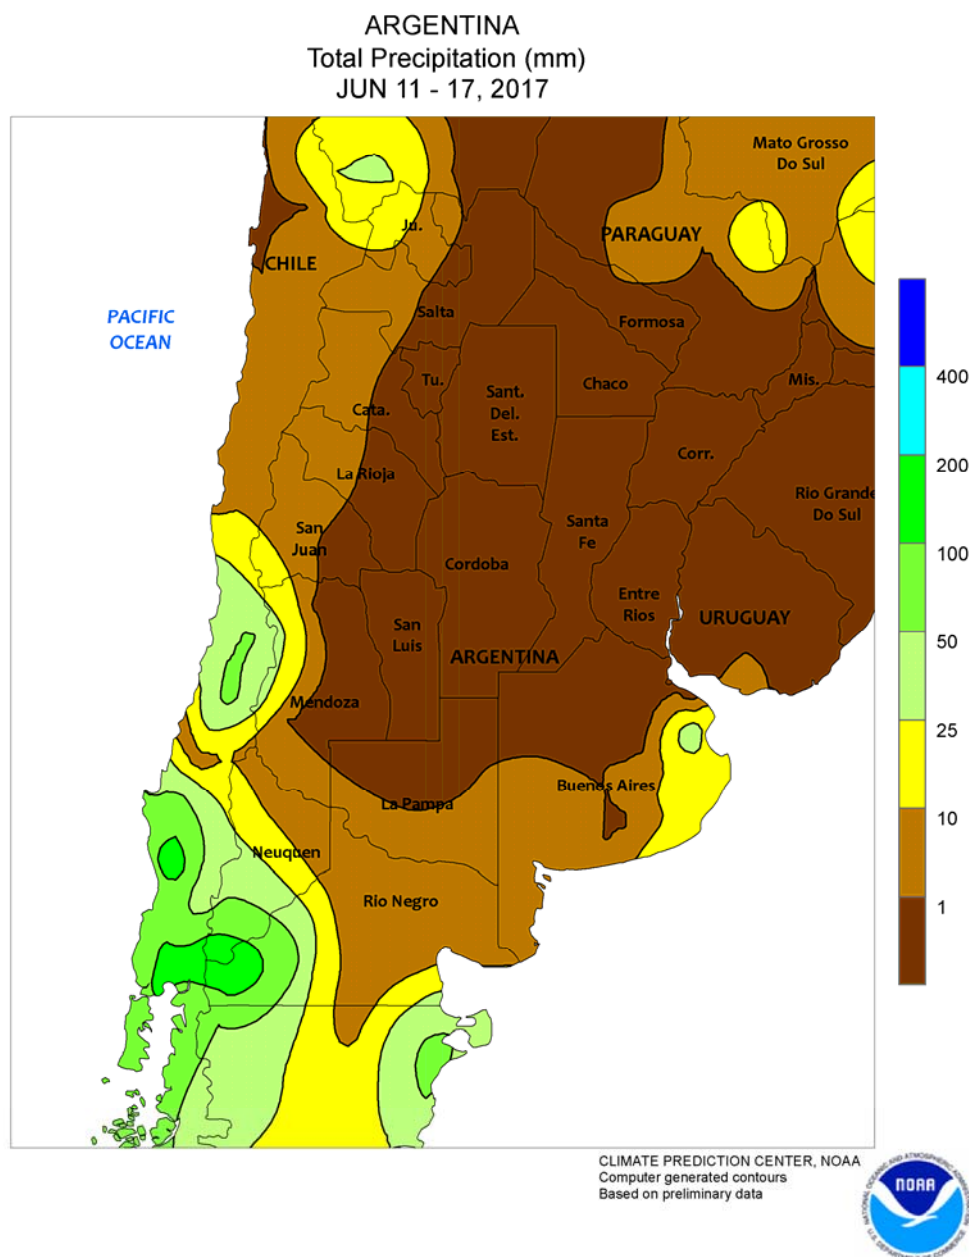 ARGENTINA
Total Precipitation (mm)
JUN 11 - 17, 2017
Mato Grosso
Do Sul
Ju.
PARAGUAY
CHILE
PACIFIC
OCEAN
Salta
Formosa
400
Tu.
Sant.
Del.
Est.
Chaco
Mis.
Cata.
Corr.
200
La Rioja
Rio Grande
Do Sul
San
Juan
Santa
Fe
100
Cordoba
Entre
Rios
San
Luis
URUGUAY
50
ARGENTINA
Mendoza
25
Buenos Aires
La Pampa
10
Neuquen
Rio Negro
1
CLIMATE PREDICTION CENTER, NOAA
Computer generated contours
Based on preliminary data
NOAA